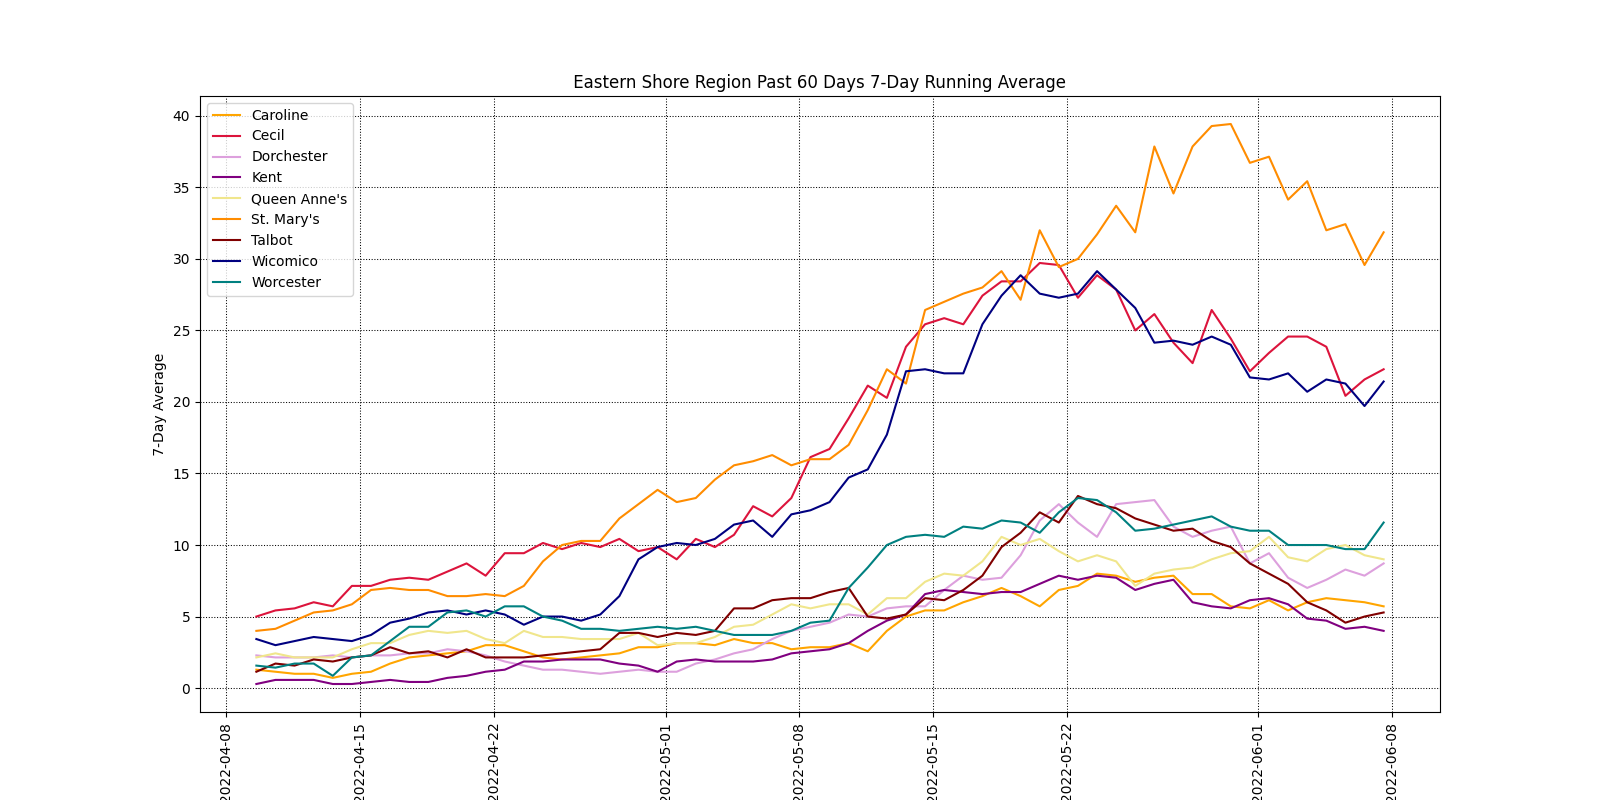 Eastern Shore Region Past 60 Days 7-Day Running Average
Caroline
Cecil
Dorchester
Kent
Queen Anne's
St. Mary's
Talbot
Wicomico
Worcester
7-Day Average
40
35
30
25
20
15
10
5
0
2022-04-08
2022-04-15
2022-04-22
2022-05-01
2022-05-08
2022-05-15
2022-05-22
2022-06-01
2022-06-08